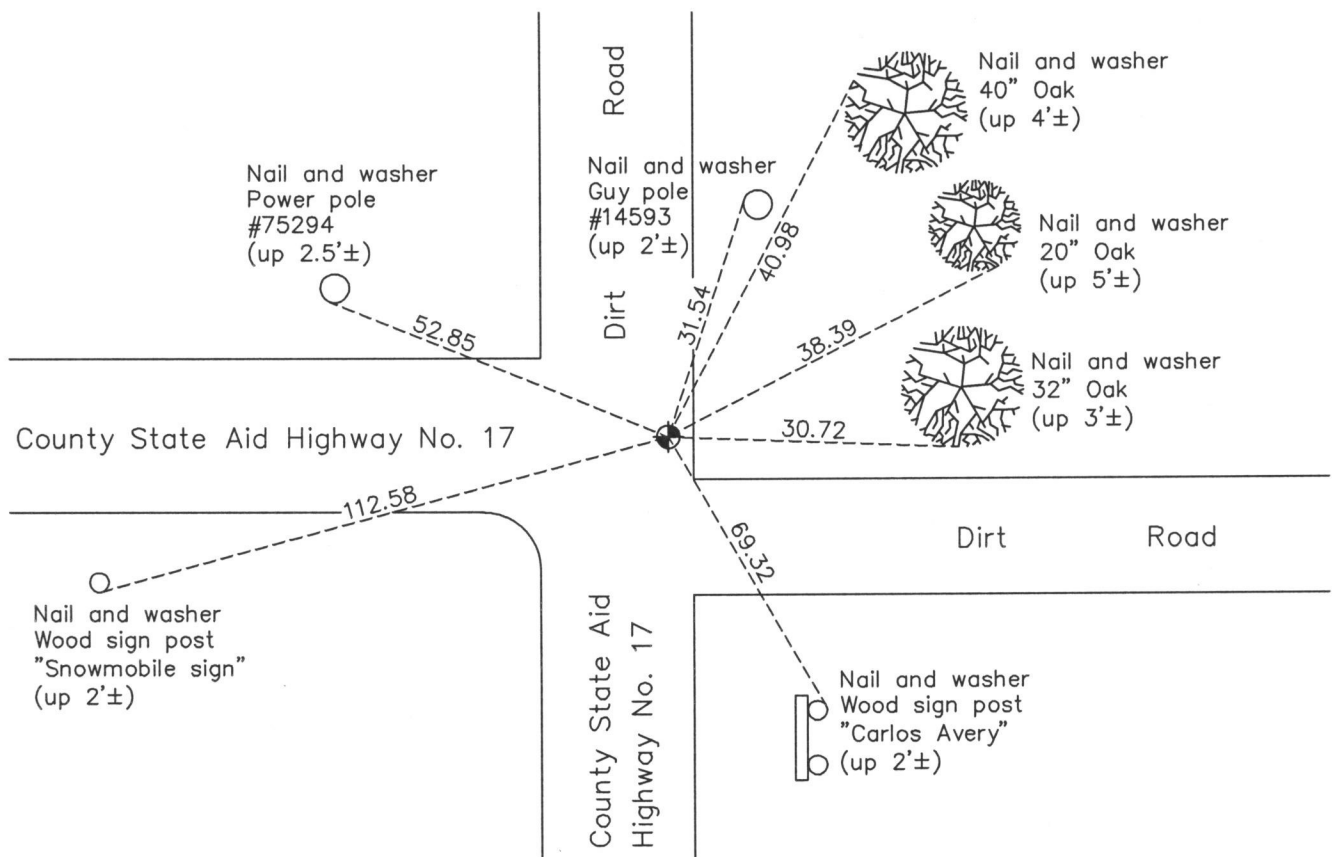 Nail and washer
40” Oak
(up 4'±)
Nail and washer
Power pole
#75294
(up 2.5'±)
Nail and washer
Guy pole
#14593
(up 2'±)
Dirt Road
Nail and washer
20” Oak
(up 5'±)
52.85
31.54
40.98
38.39
Nail and washer
32” Oak
(up 3'±)
30.72
County State Aid Highway No. 17
112.58
69.32
Dirt Road
Nail and washer
Wood sign post
”Snowmobile sign”
(up 2'±)
County State Aid
Highway No. 17
Nail and washer
Wood sign post
”Carlos Avery”
(up 2'±)